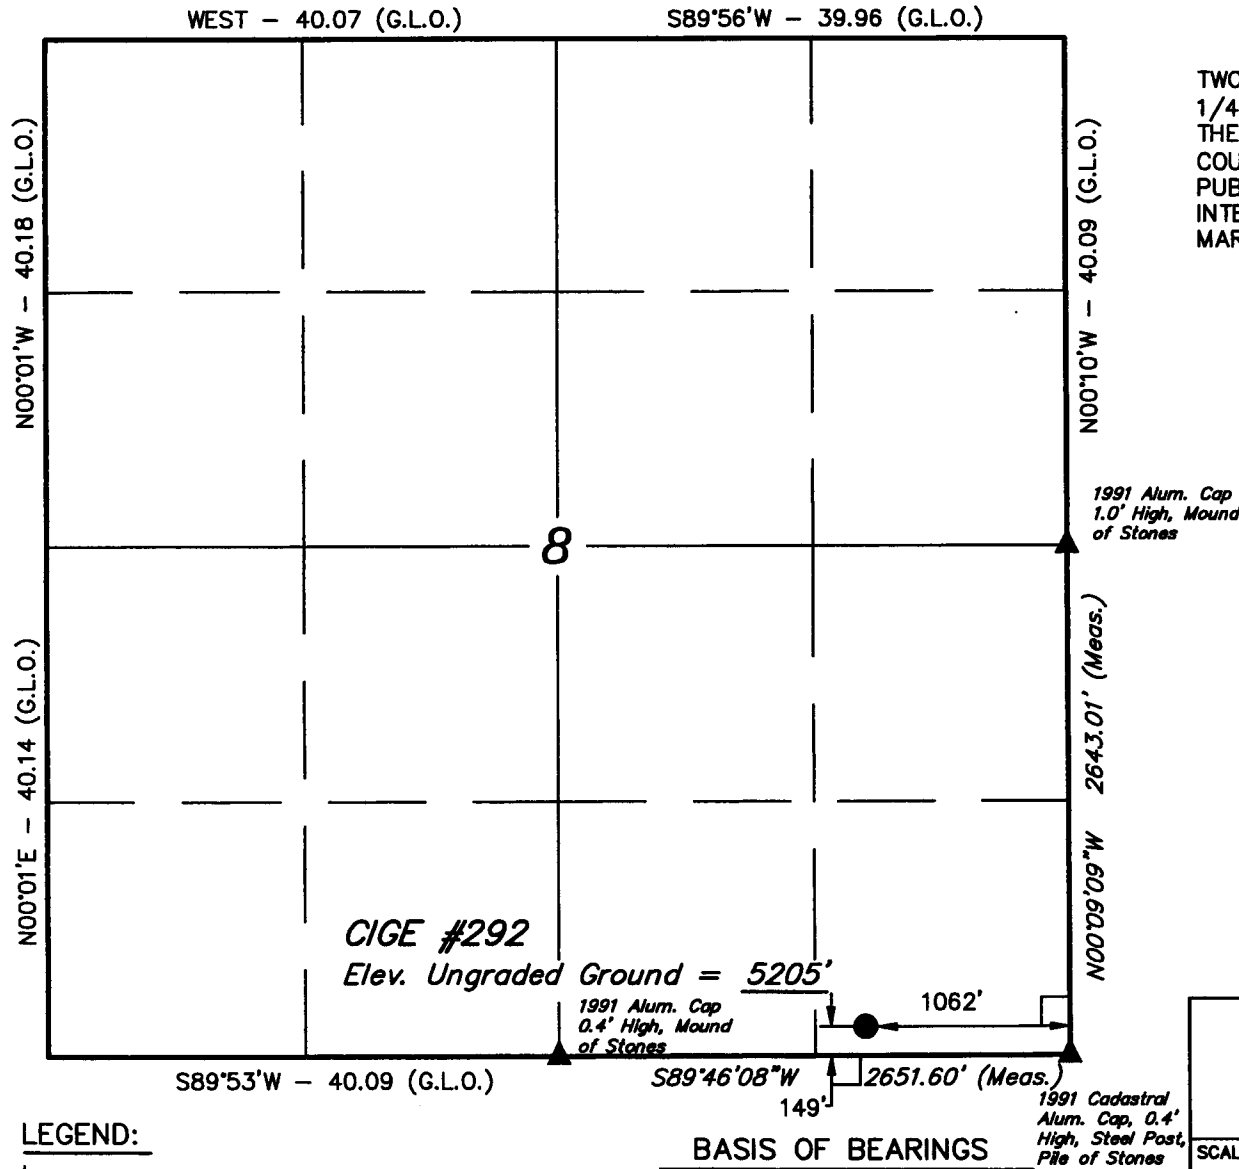 WEST – 40.07 (G.L.O.)
S89°56'W – 39.96 (G.L.O.)
TWO
1/4
THE
COU
PUB
INTE
MAR
N00°01'W – 40.18 (G.L.O.)
N00°10'W – 40.09 (G.L.O.)
1991 Alum. Cap
1.0' High, Mound
of Stones
8
N00°01'E – 40.14 (G.L.O.)
N00°09'09"W 2643.01' (Meas.)
CIGE #292
Elev. Ungraded Ground = 5205'
1991 Alum. Cap
0.4' High, Mound
of Stones
1062'
S89°53'W – 40.09 (G.L.O.)
S89°46'08"W 2651.60' (Meas.)
149'
1991 Cadastral
Alum. Cap, 0.4'
High, Steel Post,
Pile of Stones
LEGEND:
BASIS OF BEARINGS
SCAL